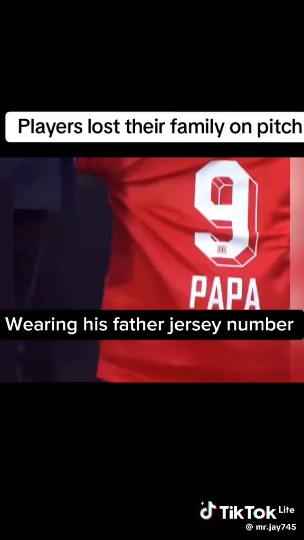 Players lost their family on pitch
9
PAPA
Wearing his father jersey number
TikTok Lite
@ mr.jay745